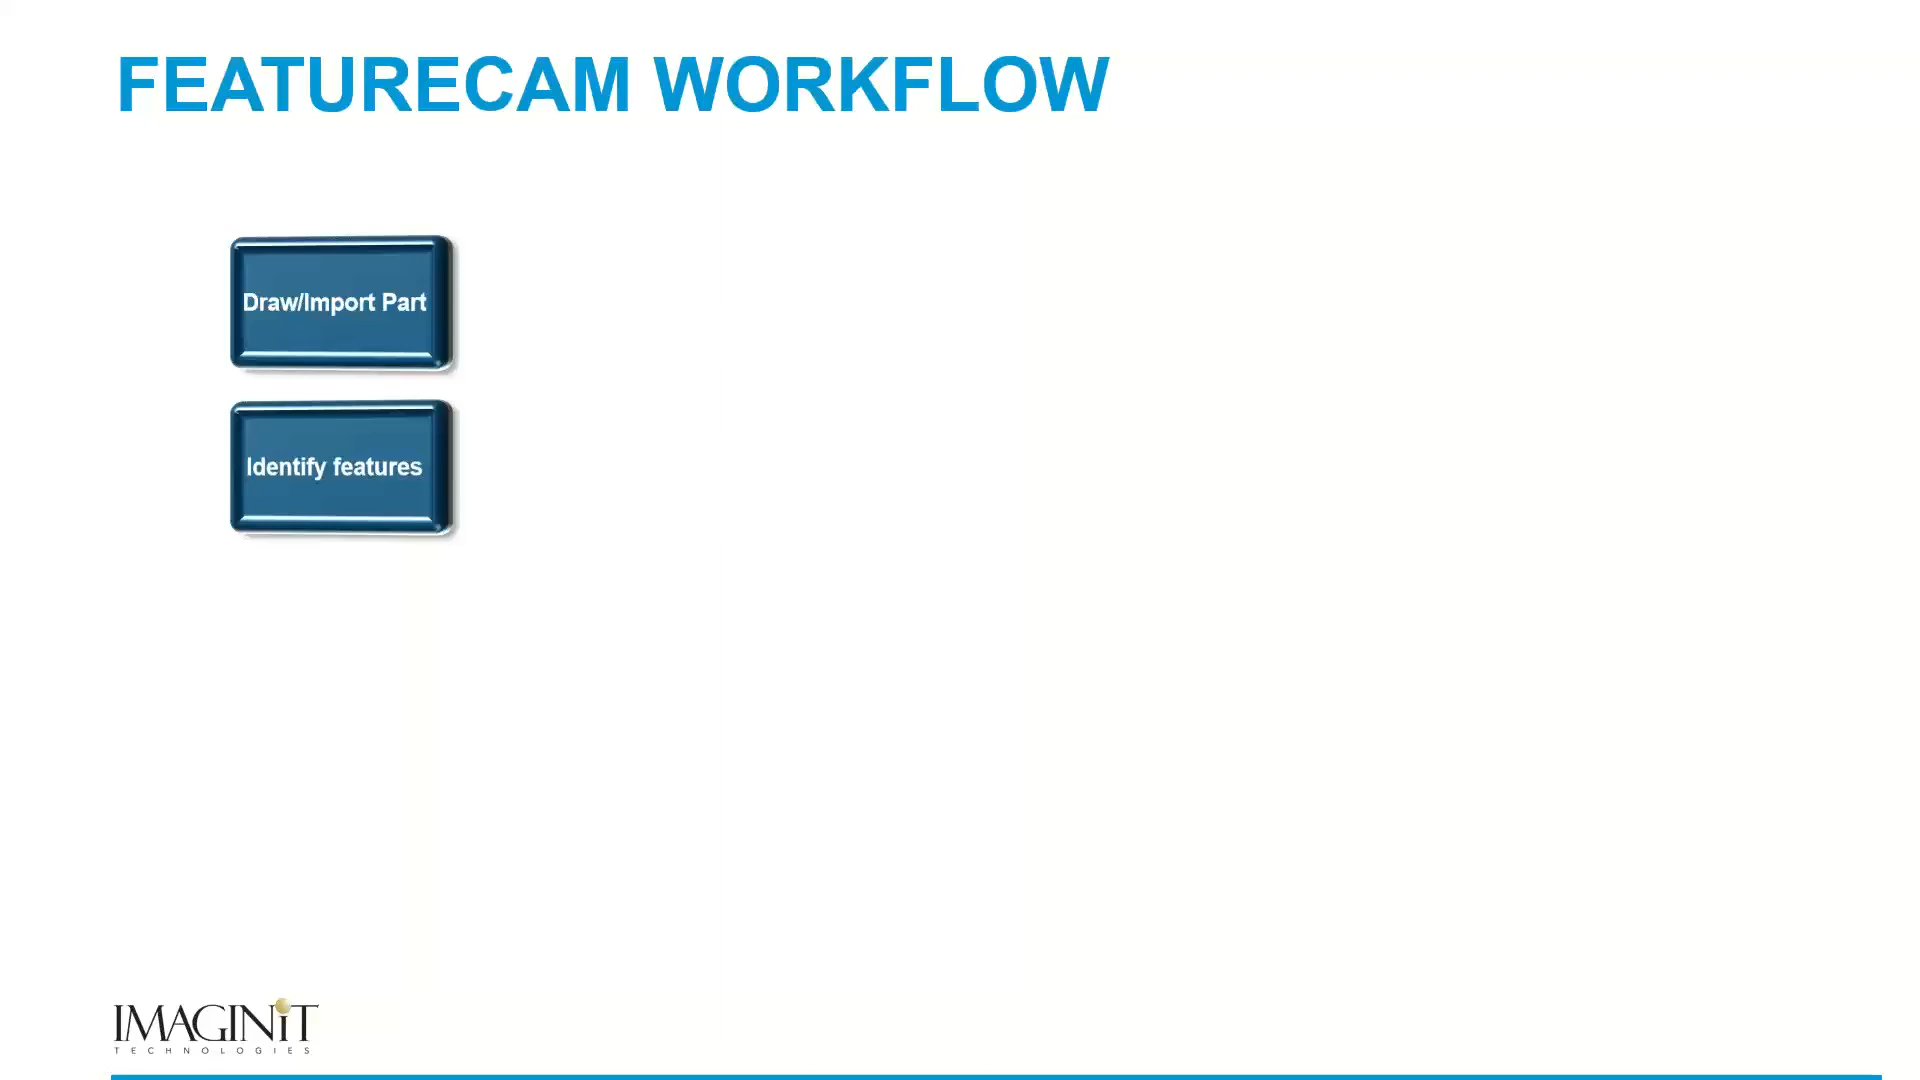 FEATURECAM WORKFLOW
Draw/Import Part
Identify features
IMAGINiT
TECHNOLOGIES